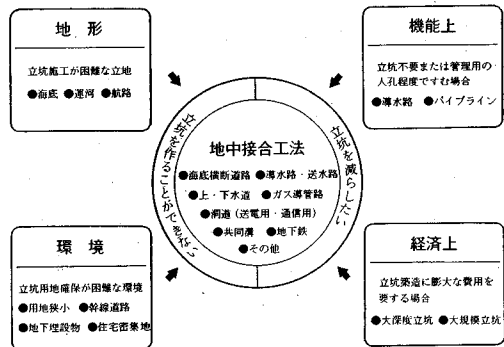 地形
立坑施工が困難な立地
●海底 ●運河 ●航路
機能上
立坑不要または管理用の
人孔程度ですむ場合
●導水路 ●パイプライン
立坑を作ることができない
立坑を減らしたい
地中接合工法
●海底横断道路 ●導水路・送水路
●上・下水道 ●ガス導管路
●洞道(送電用・通信用)
●共同溝 ●地下鉄
●その他
環境
立坑用地確保が困難な環境
●用地狭小 ●幹線道路
●地下埋設物 ●住宅密集地
経済上
立坑築造に膨大な費用を
要する場合
●大深度立坑 ●大規模立坑